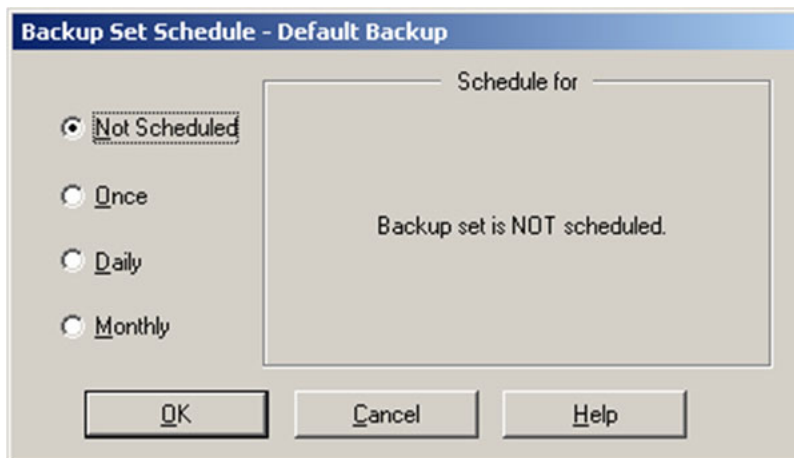 Backup Set Schedule - Default Backup
Schedule for
Not Scheduled
Once
Daily
Monthly
Backup set is NOT scheduled.
OK
Cancel
Help